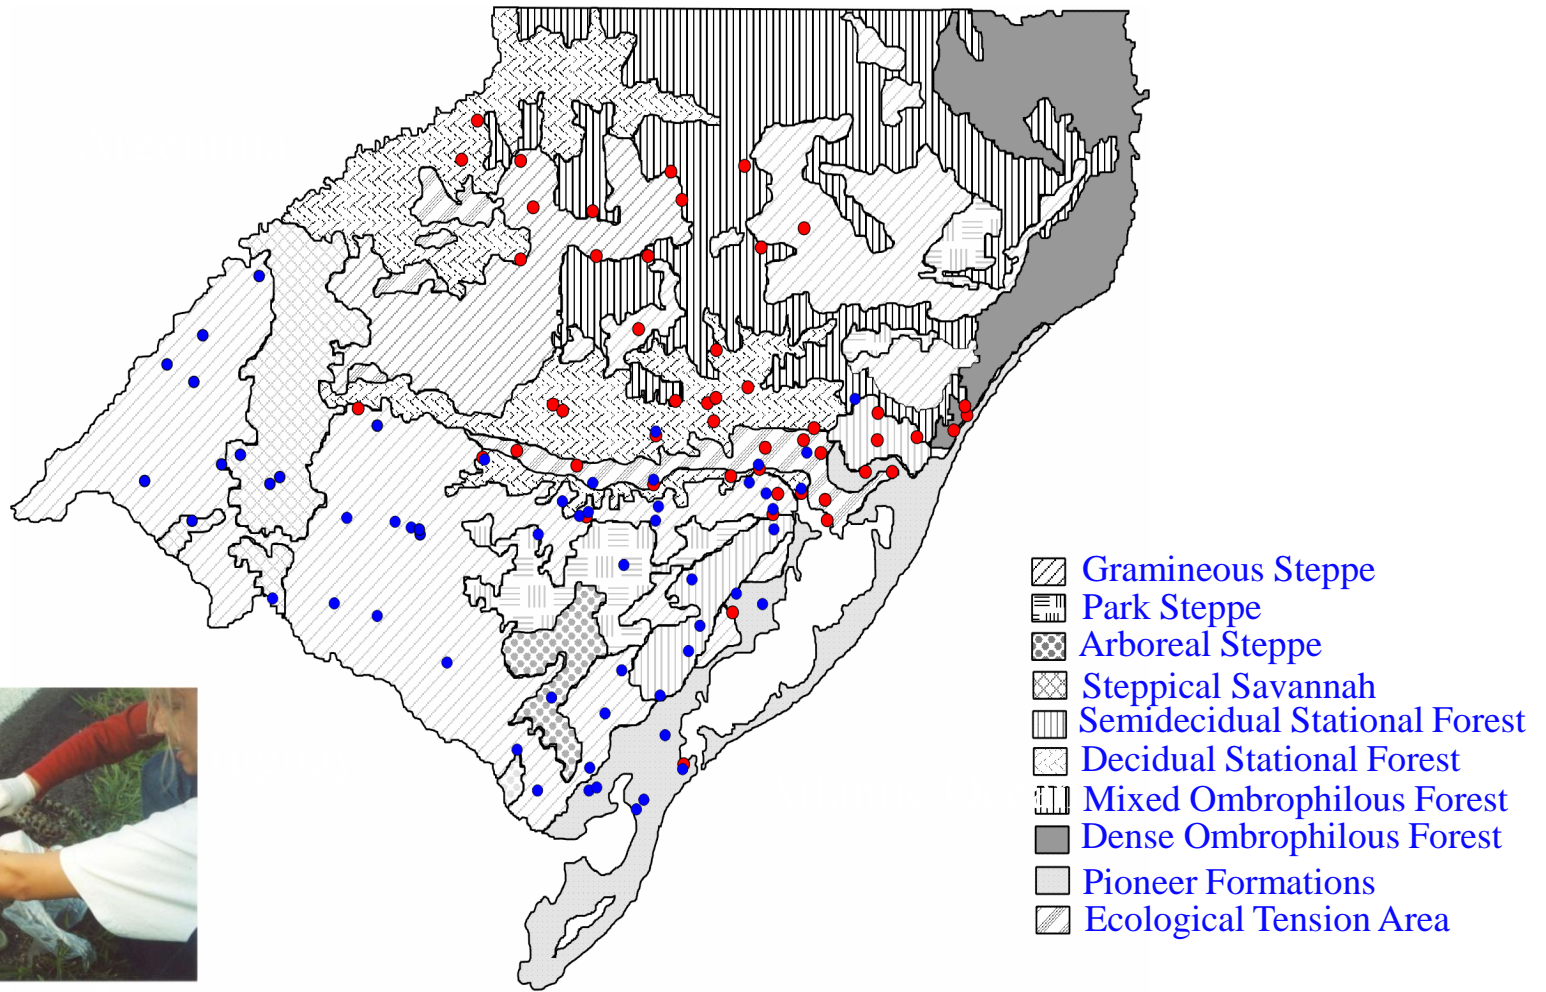 Gramineous Steppe
Park Steppe
Arboreal Steppe
Steppical Savannah
Semidecidual Stational Forest
Decidual Stational Forest
Mixed Ombrophilous Forest
Dense Ombrophilous Forest
Pioneer Formations
Ecological Tension Area